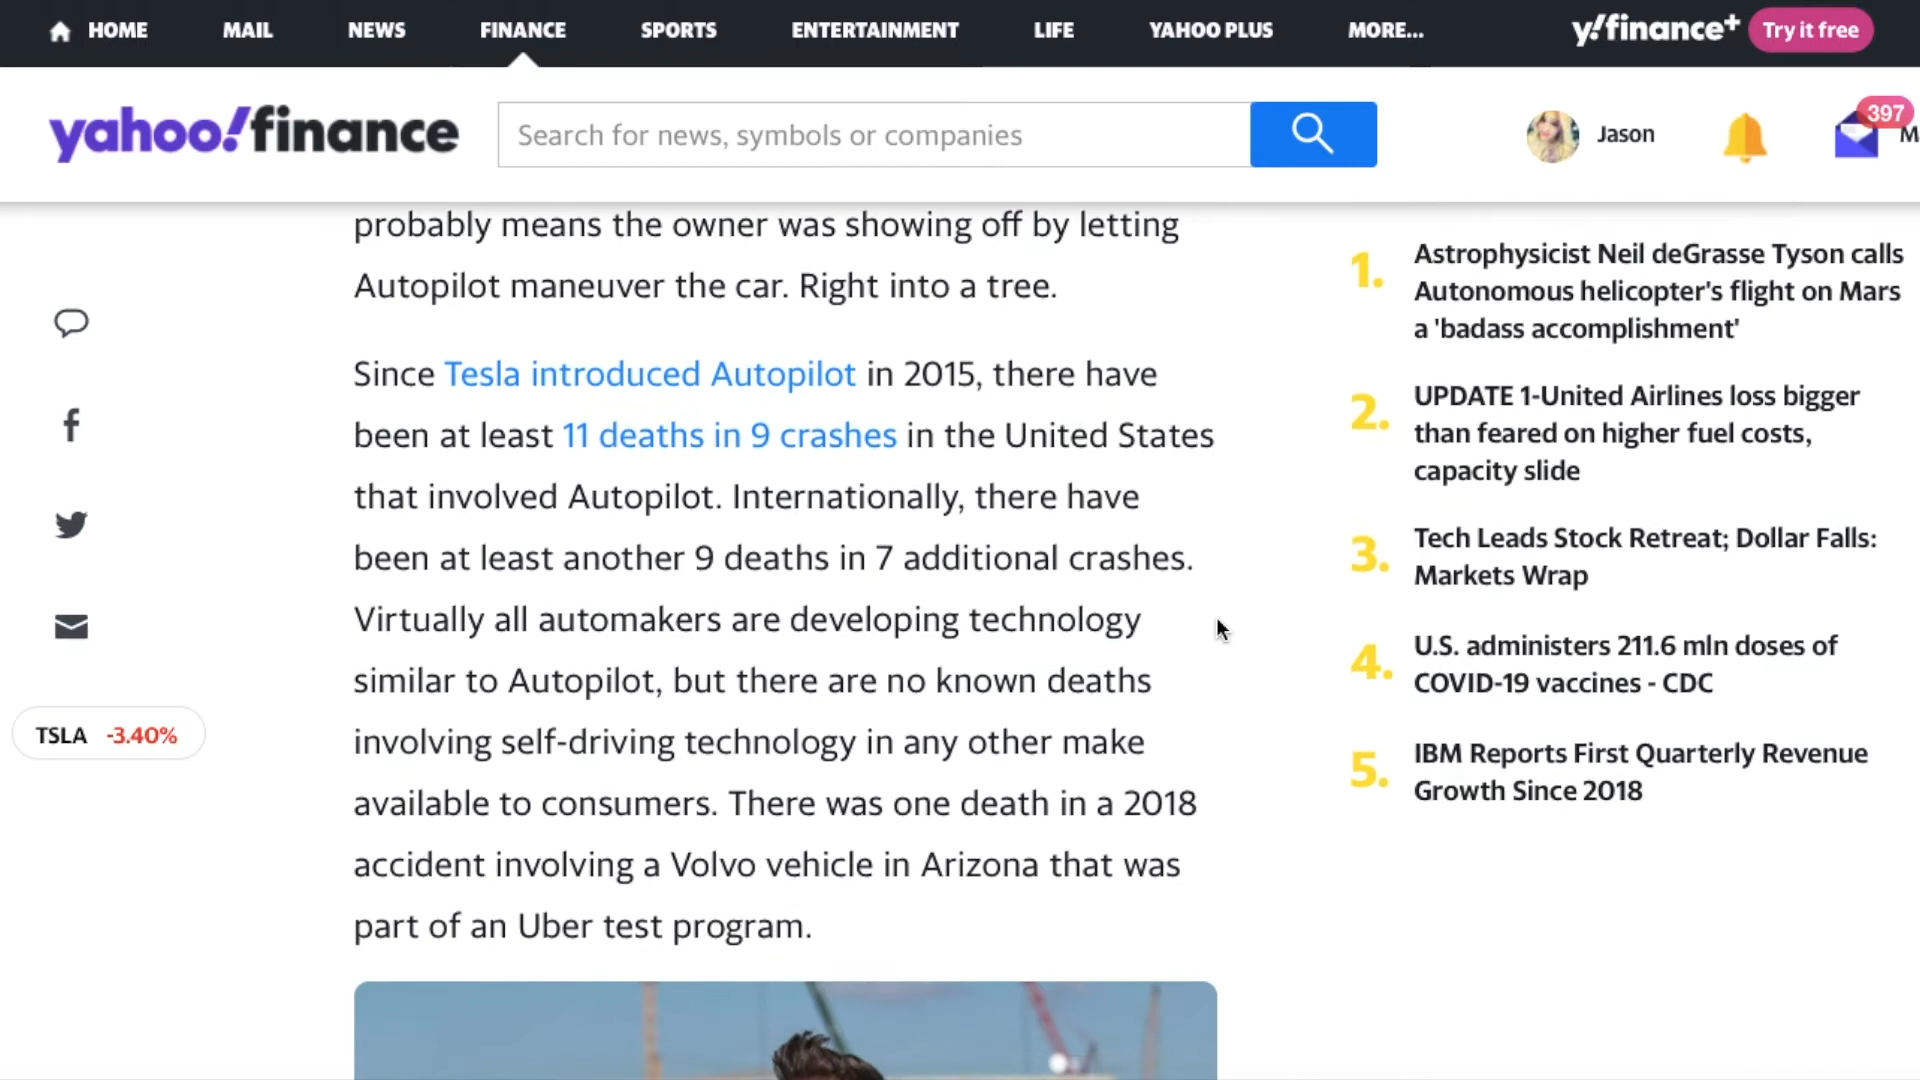 HOME MAIL NEWS FINANCE SPORTS ENTERTAINMENT LIFE YAHOO PLUS MORE... y!finance+ Try it free
yahoo!finance Search for news, symbols or companies Jason 397 M
probably means the owner was showing off by letting
Autopilot maneuver the car. Right into a tree.
Since Tesla introduced Autopilot in 2015, there have
been at least 11 deaths in 9 crashes in the United States
that involved Autopilot. Internationally, there have
been at least another 9 deaths in 7 additional crashes.
Virtually all automakers are developing technology
similar to Autopilot, but there are no known deaths
involving self-driving technology in any other make
available to consumers. There was one death in a 2018
accident involving a Volvo vehicle in Arizona that was
part of an Uber test program.
TSLA -3.40%
1. Astrophysicist Neil deGrasse Tyson calls
Autonomous helicopter's flight on Mars
a 'badass accomplishment'
2. UPDATE 1-United Airlines loss bigger
than feared on higher fuel costs,
capacity slide
3. Tech Leads Stock Retreat; Dollar Falls:
Markets Wrap
4. U.S. administers 211.6 mln doses of
COVID-19 vaccines - CDC
5. IBM Reports First Quarterly Revenue
Growth Since 2018